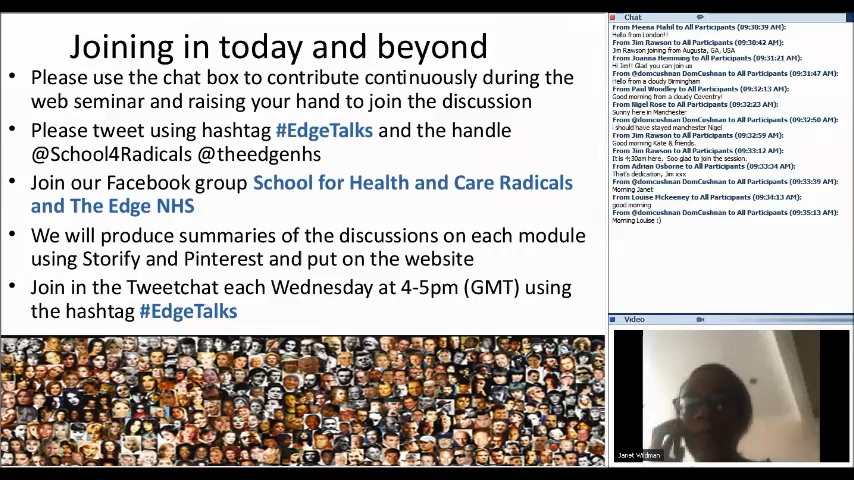 Joining in today and beyond
• Please use the chat box to contribute continuously during the
web seminar and raising your hand to join the discussion
• Please tweet using hashtag #EdgeTalks and the handle
@School4Radicals @theedgenhs
• Join our Facebook group School for Health and Care Radicals
and The Edge NHS
• We will produce summaries of the discussions on each module
using Storify and Pinterest and put on the website
• Join in the Tweetchat each Wednesday at 4-5pm (GMT) using
the hashtag #EdgeTalks
Chat
From Meena Mahil to All Participants (09:30:39 AM):
Hello from London!!
From Jim Rawson to All Participants (09:30:42 AM):
Jim Rawson joining from Augusta, GA, USA
From Joanna Hemming to All Participants (09:31:21 AM):
Hi Jim!! Glad you can join us
From @domcushnan DomCushnan to All Participants (09:31:47 AM):
Hello from a cloudy Birmingham
From Paul Woodley to All Participants (09:32:13 AM):
Good morning from a cloudy Coventry!
From Nigel Rose to All Participants (09:32:23 AM):
Sunny here in Manchester
From @domcushnan DomCushnan to All Participants (09:32:50 AM):
I should have stayed manchester Nigel
From Jim Rawson to All Participants (09:32:59 AM):
Good morning Kate & friends.
From Jim Rawson to All Participants (09:33:12 AM):
It is 4:30am here. So glad to join the session.
From Adrian Osborne to All Participants (09:33:34 AM):
That's dedication, Jim xxx
From @domcushnan DomCushnan to All Participants (09:33:39 AM):
Morning Janet
From Louise Mckeeney to All Participants (09:34:13 AM):
good morning
From @domcushnan DomCushnan to All Participants (09:35:13 AM):
Morning Louise :)
Video
Janet Wildman